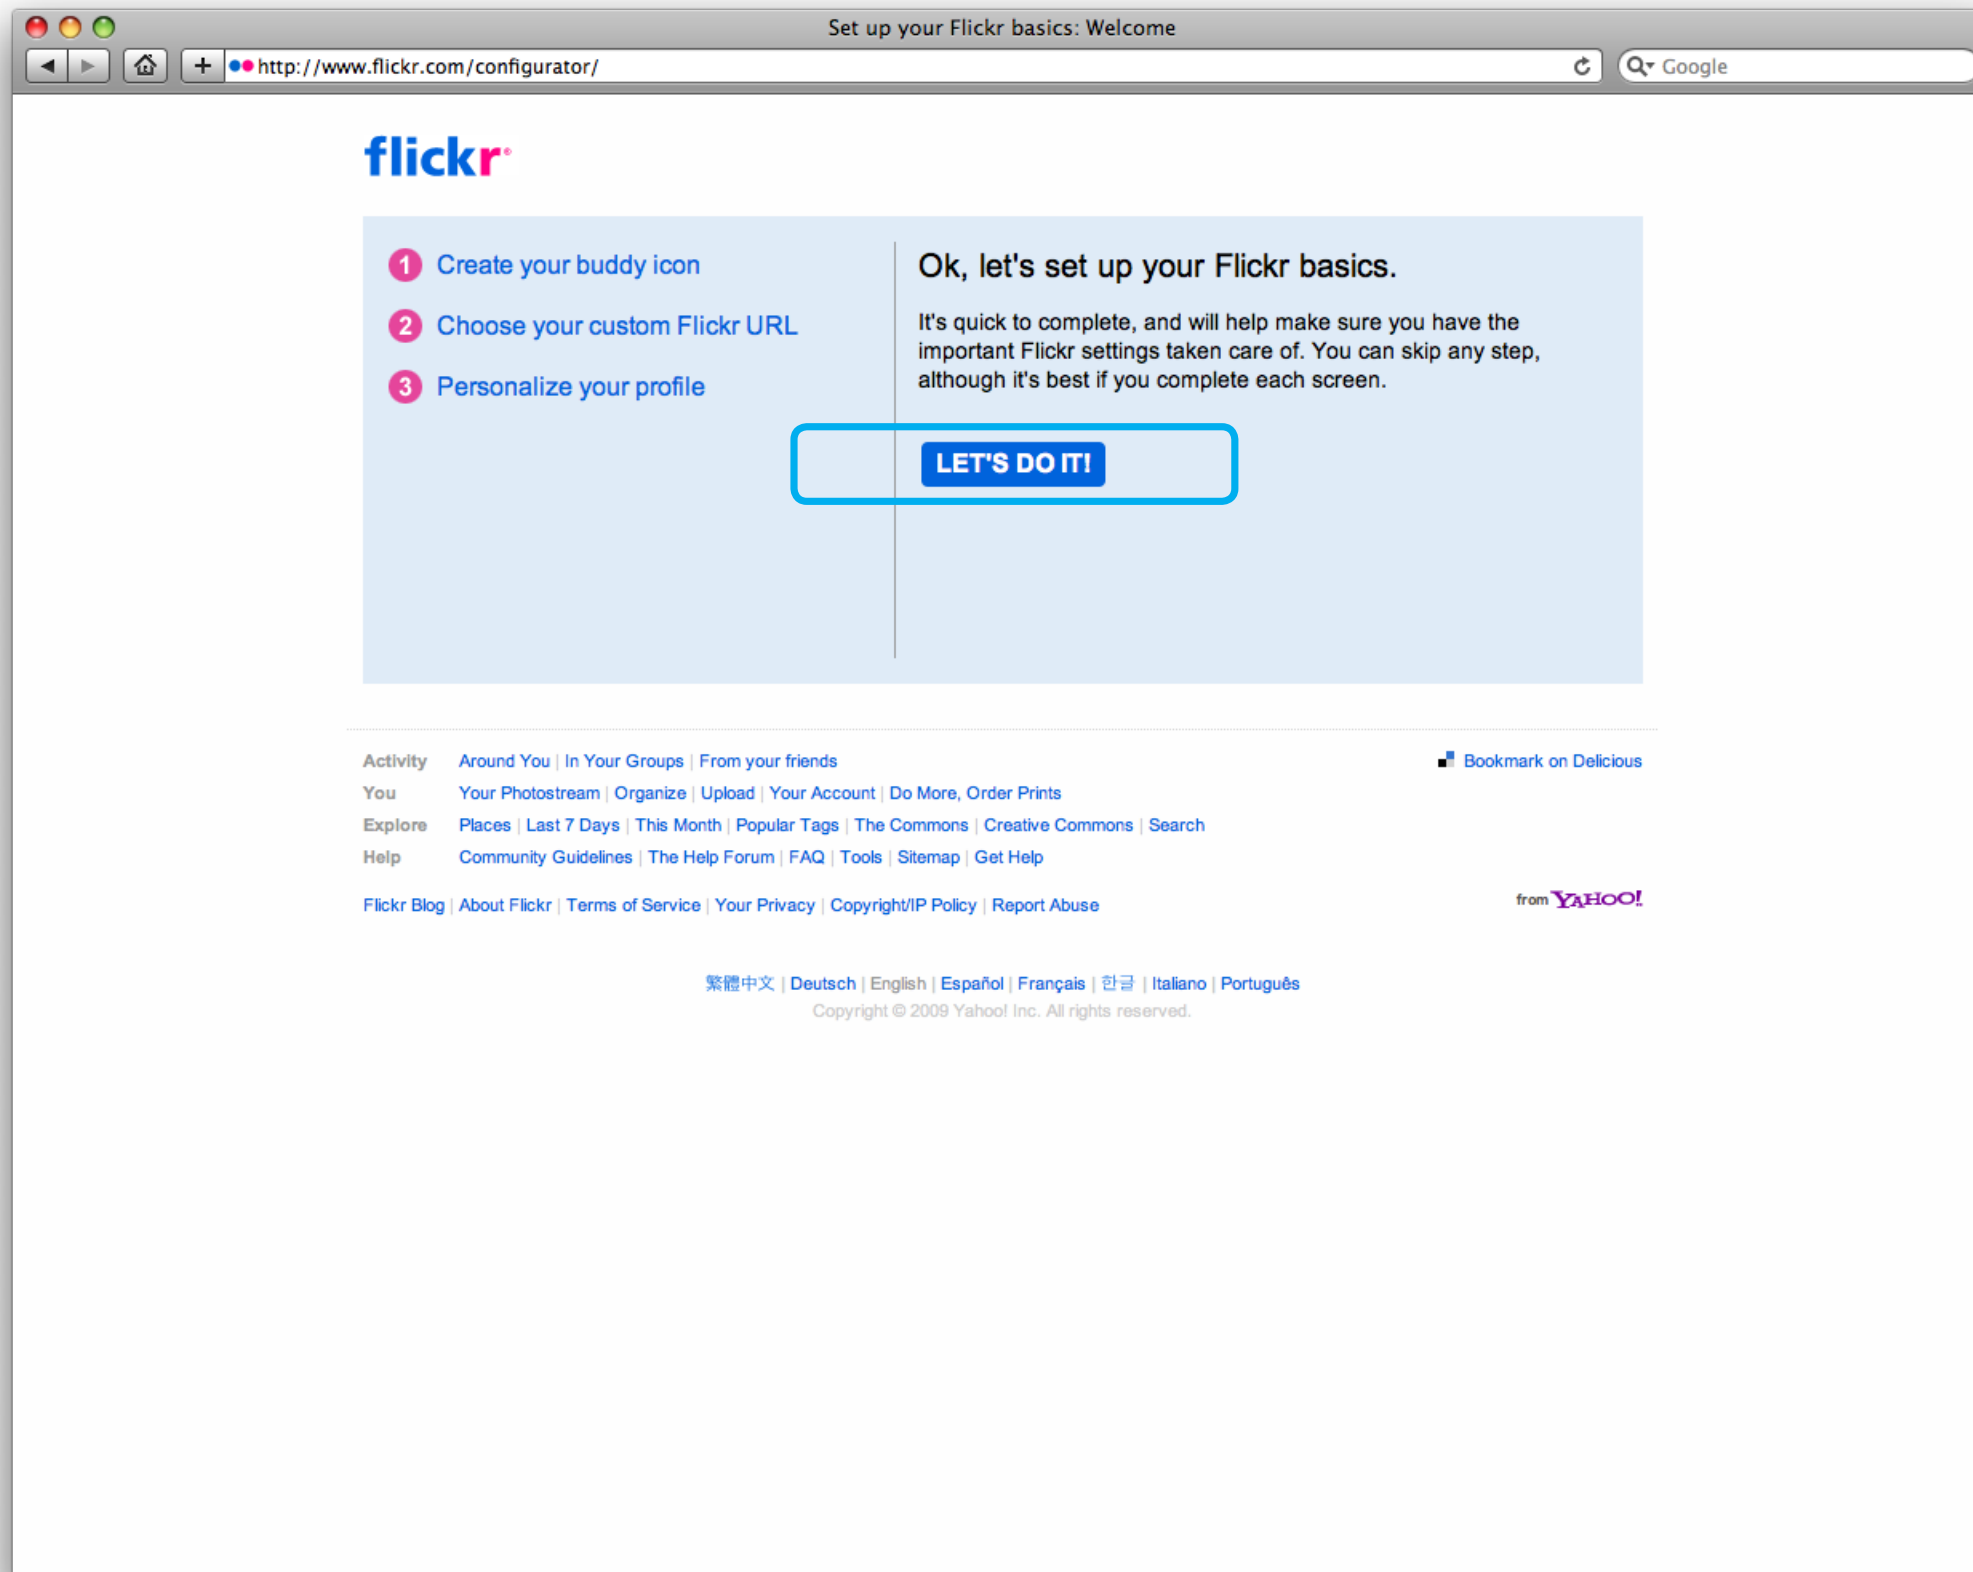 Set up your Flickr basics: Welcome
http://www.flickr.com/configurator/
Google
flickr
1 Create your buddy icon
2 Choose your custom Flickr URL
3 Personalize your profile
Ok, let's set up your Flickr basics.
It's quick to complete, and will help make sure you have the
important Flickr settings taken care of. You can skip any step,
although it's best if you complete each screen.
LET'S DO IT!
Activity Around You | In Your Groups | From your friends
Bookmark on Delicious
You Your Photostream | Organize | Upload | Your Account | Do More, Order Prints
Explore Places | Last 7 Days | This Month | Popular Tags | The Commons | Creative Commons | Search
Help Community Guidelines | The Help Forum | FAQ | Tools | Sitemap | Get Help
Flickr Blog | About Flickr | Terms of Service | Your Privacy | Copyright/IP Policy | Report Abuse
from YAHOO!
繁體中文 | Deutsch | English | Español | Français | 한글 | Italiano | Português
Copyright © 2009 Yahoo! Inc. All rights reserved.